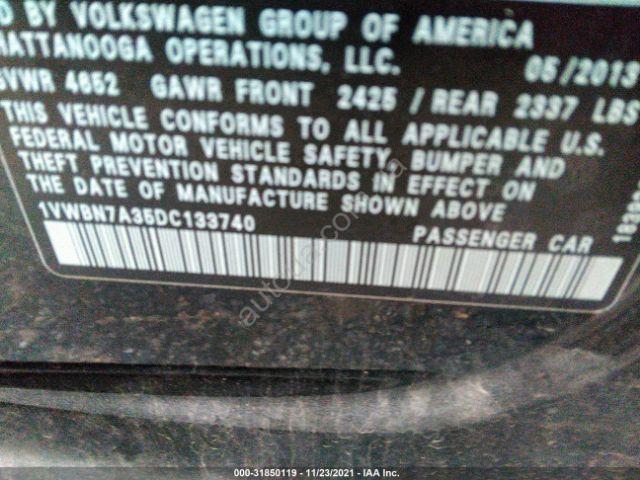 D BY VOLKSWAGEN GROUP OF AMERICA
HATTANOOGA OPERATIONS, LLC. 05/2013
GVWR 4852 GAWR FRONT 2425 / REAR 2337 LBS
THIS VEHICLE CONFORMS TO ALL APPLICABLE U.S.
FEDERAL MOTOR VEHICLE SAFETY, BUMPER AND
THEFT PREVENTION STANDARDS IN EFFECT ON
THE DATE OF MANUFACTURE SHOWN ABOVE.
1VWBN7A35DC133740 PASSENGER CAR
000-31850119 - 11/23/2021 - IAA Inc.